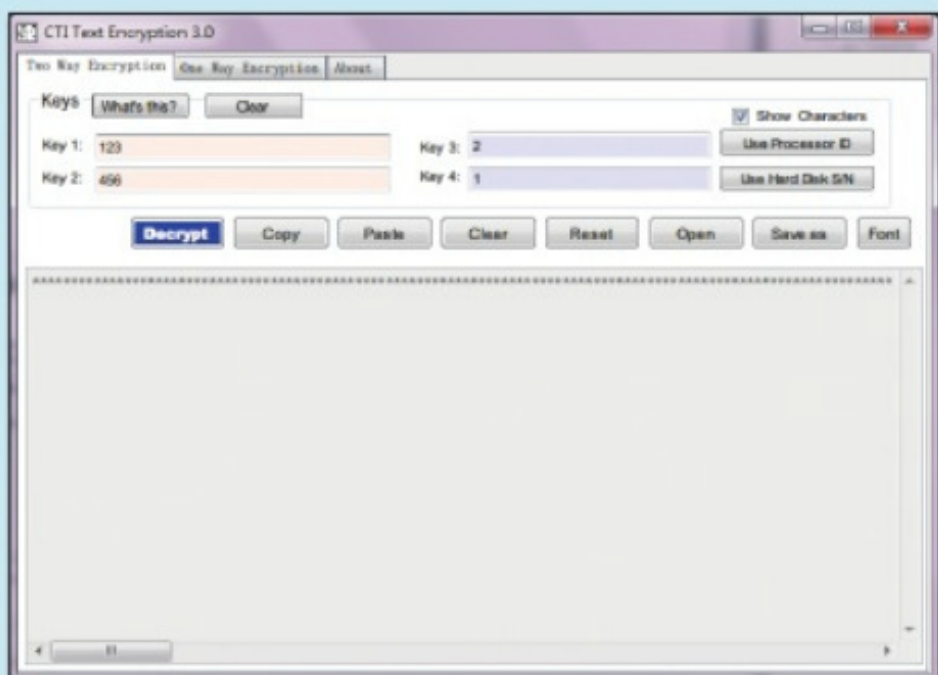 CTI Text Encryption 3.0
Two Way Encryption One Way Encryption About
Keys What's this? Clear
Show Characters
Key 1: 123 Key 3: 2 Use Processor ID
Key 2: 456 Key 4: 1 Use Hard Disk S/N
Decrypt Copy Paste Clear Reset Open Save as Font